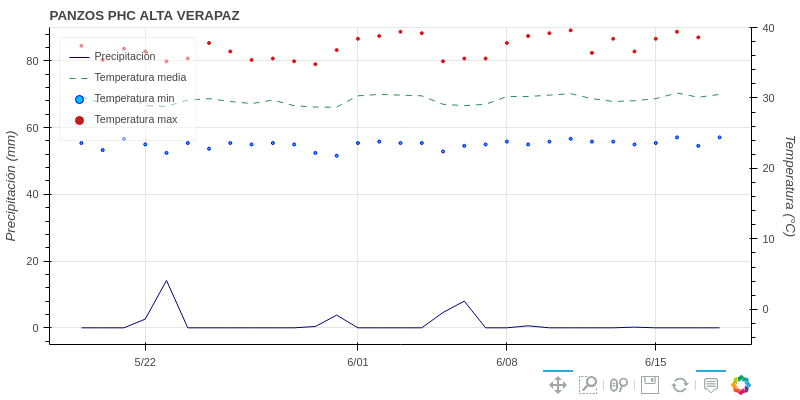 PANZOS PHC ALTA VERAPAZ
Precipitación
Temperatura media
Temperatura min
Temperatura max
Precipitación (mm)
80
60
40
20
0
Temperatura (°C)
40
30
20
10
0
5/22
6/01
6/08
6/15